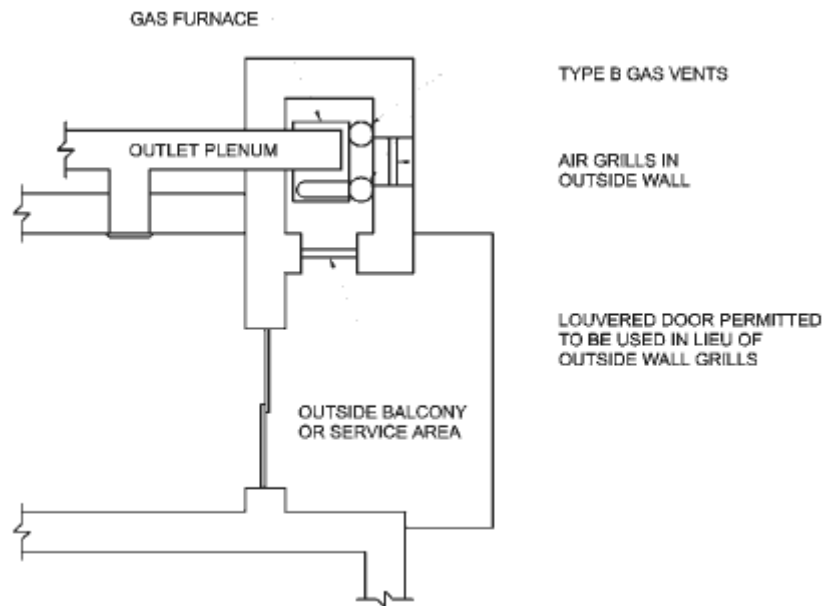 GAS FURNACE
TYPE B GAS VENTS
OUTLET PLENUM
AIR GRILLS IN
OUTSIDE WALL
LOUVERED DOOR PERMITTED
TO BE USED IN LIEU OF
OUTSIDE WALL GRILLS
OUTSIDE BALCONY
OR SERVICE AREA